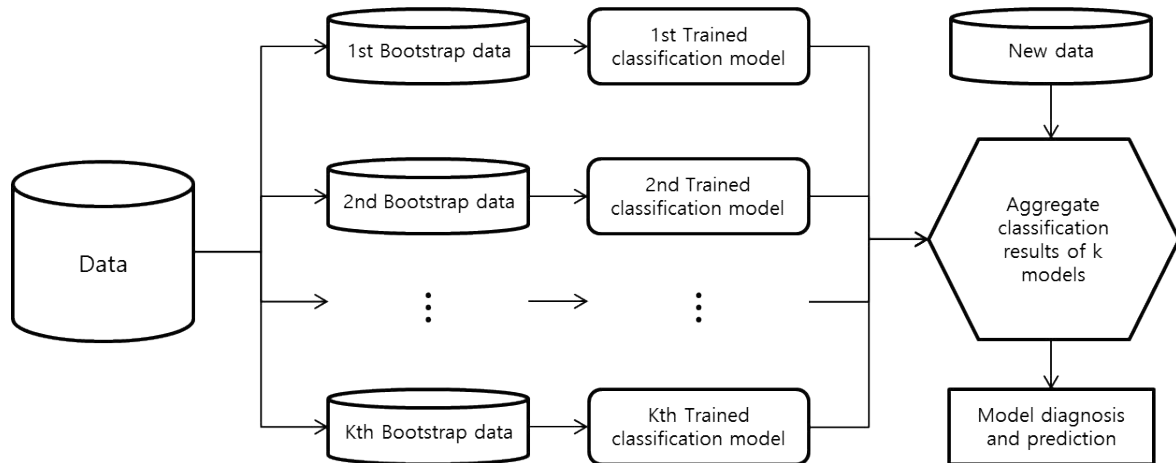 Data
1st Bootstrap data
1st Trained
classification model
2nd Bootstrap data
2nd Trained
classification model
Kth Bootstrap data
Kth Trained
classification model
New data
Aggregate
classification
results of k
models
Model diagnosis
and prediction